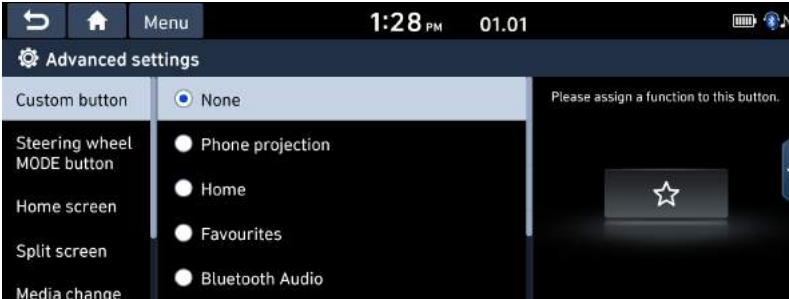 Menu
1:28 PM
01.01
Advanced settings
Custom button
Steering wheel
MODE button
Home screen
Split screen
Media change
None
Phone projection
Home
Favourites
Bluetooth Audio
Please assign a function to this button.